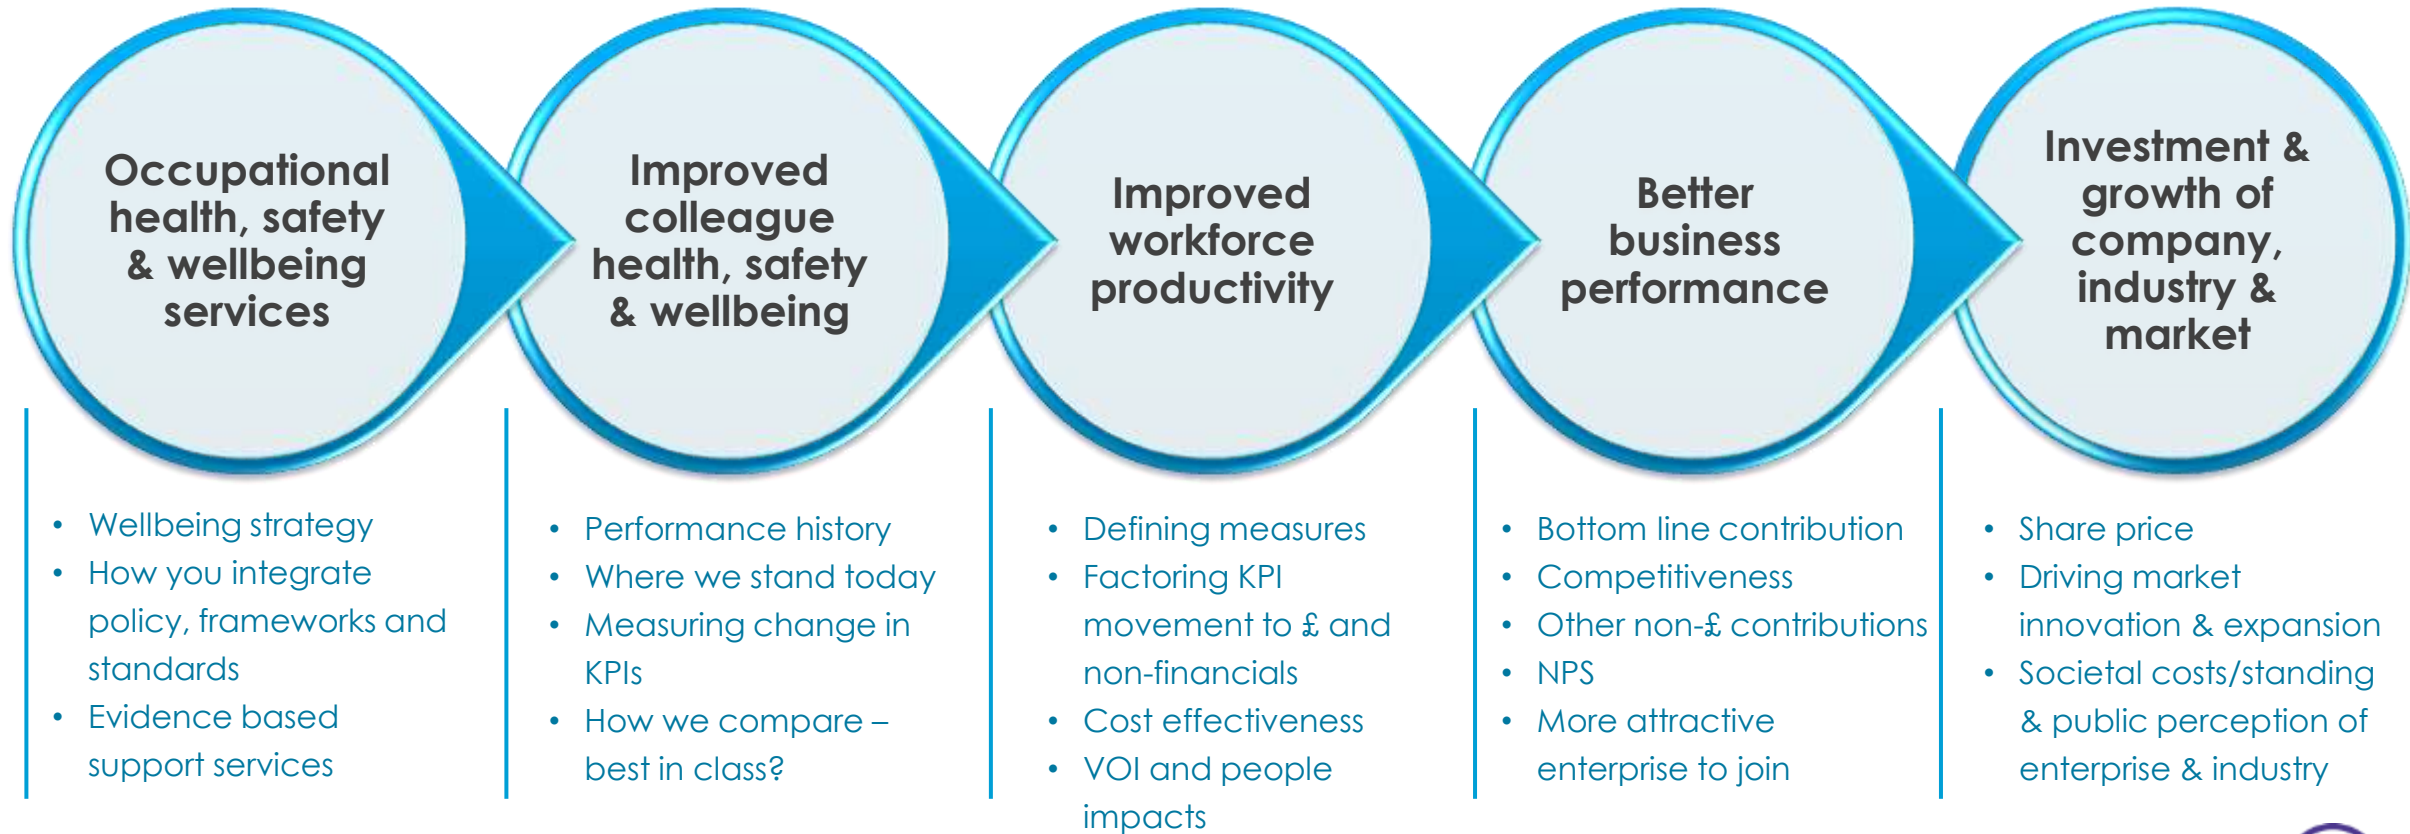 Occupational
health, safety
& wellbeing
services
Improved
colleague
health, safety
& wellbeing
Improved
workforce
productivity
Better
business
performance
Investment &
growth of
company,
industry &
market
• Wellbeing strategy
• How you integrate
policy, frameworks and
standards
• Evidence based
support services
• Performance history
• Where we stand today
• Measuring change in
KPIs
• How we compare –
best in class?
• Defining measures
• Factoring KPI
movement to £ and
non-financials
• Cost effectiveness
• VOI and people
impacts
• Bottom line contribution
• Competitiveness
• Other non-£ contributions
• NPS
• More attractive
enterprise to join
• Share price
• Driving market
innovation & expansion
• Societal costs/standing
& public perception of
enterprise & industry